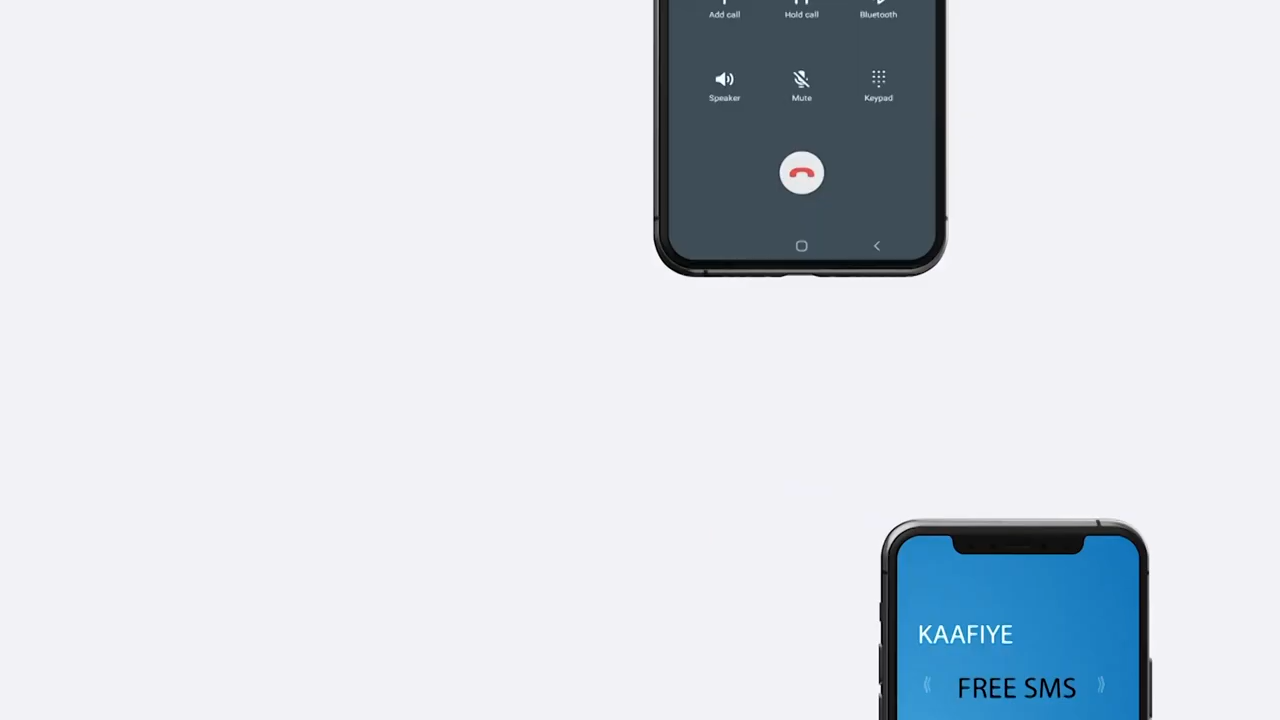 Add call Hold call Bluetooth
Speaker Mute Keypad
KAAFIYE
FREE SMS